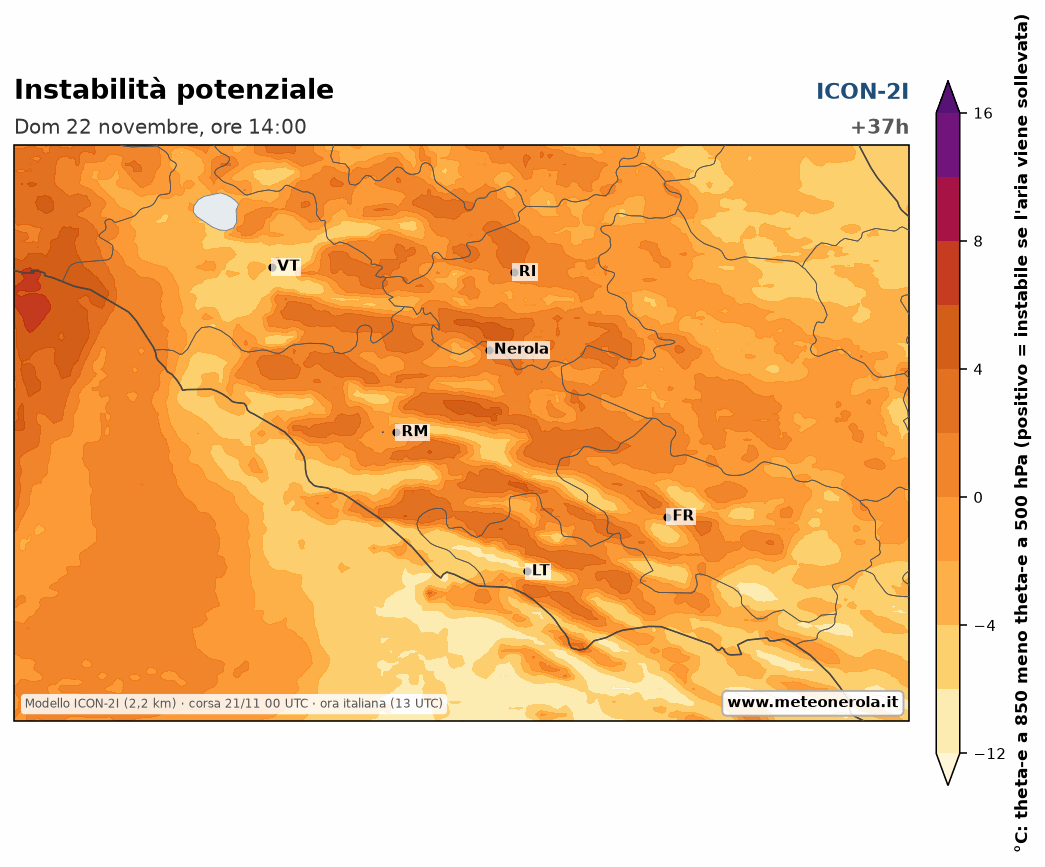 Instabilità potenziale
ICON-2I
Dom 22 novembre, ore 14:00
+37h
VT
RI
Nerola
RM
FR
LT
Modello ICON-2I (2,2 km) · corsa 21/11 00 UTC · ora italiana (13 UTC)
www.meteonerola.it
16
8
4
0
−4
−12
°C: theta-e a 850 meno theta-e a 500 hPa (positivo = instabile se l'aria viene sollevata)